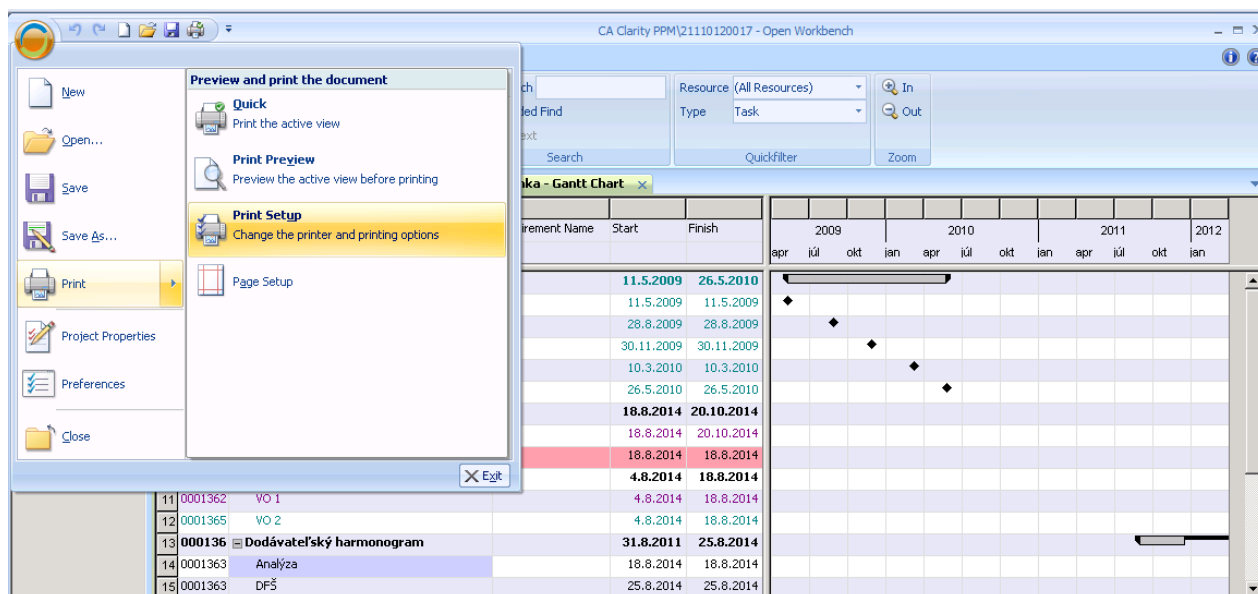 CA Clarity PPM\21110120017 - Open Workbench
New
Open...
Save
Save As...
Print
Project Properties
Preferences
Close
Exit
Preview and print the document
Quick
Print the active view
Print Preview
Preview the active view before printing
Print Setup
Change the printer and printing options
Page Setup
ch
ded Find
ext
Search
Resource (All Resources)
Type Task
Quickfilter
In
Out
Zoom
nka - Gantt Chart
irement Name Start Finish
2009 2010 2011 2012
apr júl okt jan apr júl okt jan apr júl okt jan
11.5.2009 26.5.2010
11.5.2009 11.5.2009
28.8.2009 28.8.2009
30.11.2009 30.11.2009
10.3.2010 10.3.2010
26.5.2010 26.5.2010
18.8.2014 20.10.2014
18.8.2014 20.10.2014
18.8.2014 18.8.2014
4.8.2014 18.8.2014
11 0001362 VO 1 4.8.2014 18.8.2014
12 0001365 VO 2 4.8.2014 18.8.2014
13 000136 Dodávateľský harmonogram 31.8.2011 25.8.2014
14 0001363 Analýza 18.8.2014 18.8.2014
15 0001363 DFŠ 25.8.2014 25.8.2014